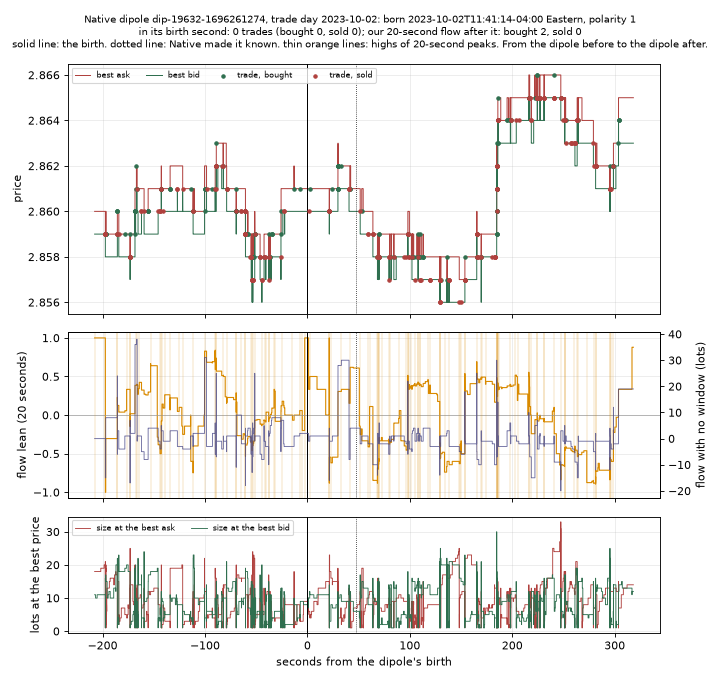 Native dipole dip-19632-1696261274, trade day 2023-10-02: born 2023-10-02T11:41:14-04:00 Eastern, polarity 1
in its birth second: 0 trades (bought 0, sold 0); our 20-second flow after it: bought 2, sold 0
solid line: the birth. dotted line: Native made it known. thin orange lines: highs of 20-second peaks. From the dipole before to the dipole after.
best ask
best bid
trade, bought
trade, sold
2.866
2.864
2.862
2.860
2.858
2.856
price
1.0
0.5
0.0
−0.5
−1.0
flow lean (20 seconds)
40
30
20
10
0
−10
−20
flow with no window (lots)
size at the best ask
size at the best bid
30
20
10
0
lots at the best price
−200
−100
0
100
200
300
seconds from the dipole's birth